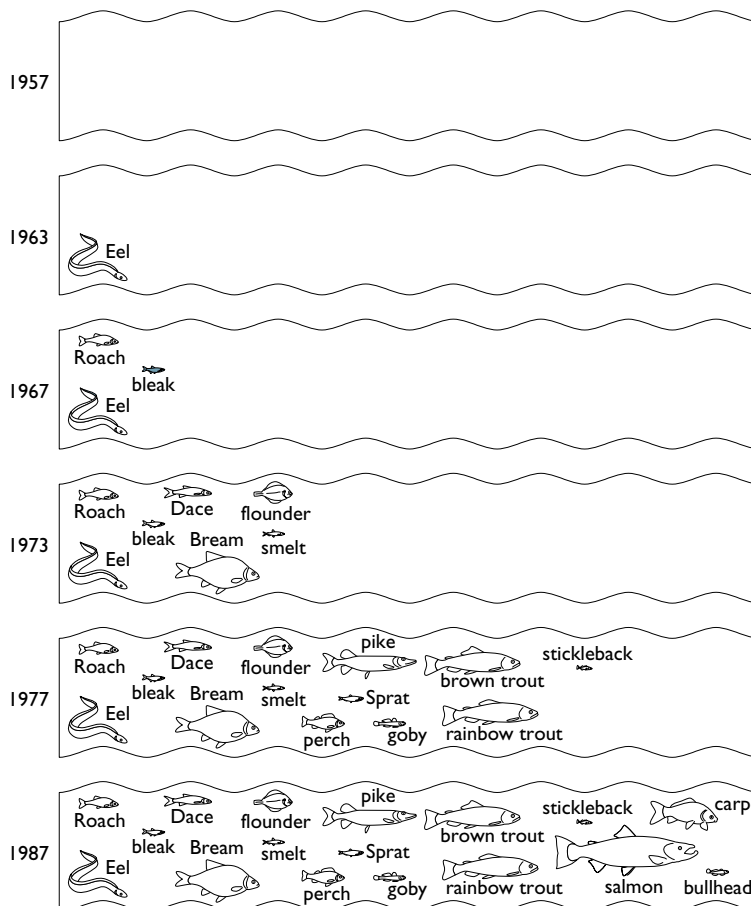 1957
1963
Eel
1967
Roach
bleak
Eel
1973
Roach Dace flounder
bleak Bream smelt
Eel
1977
pike
Roach Dace flounder brown trout stickleback
bleak Bream smelt Sprat
Eel perch goby rainbow trout
1987
pike carp
Roach Dace flounder brown trout stickleback
bleak Bream smelt Sprat
Eel perch goby rainbow trout salmon bullhead